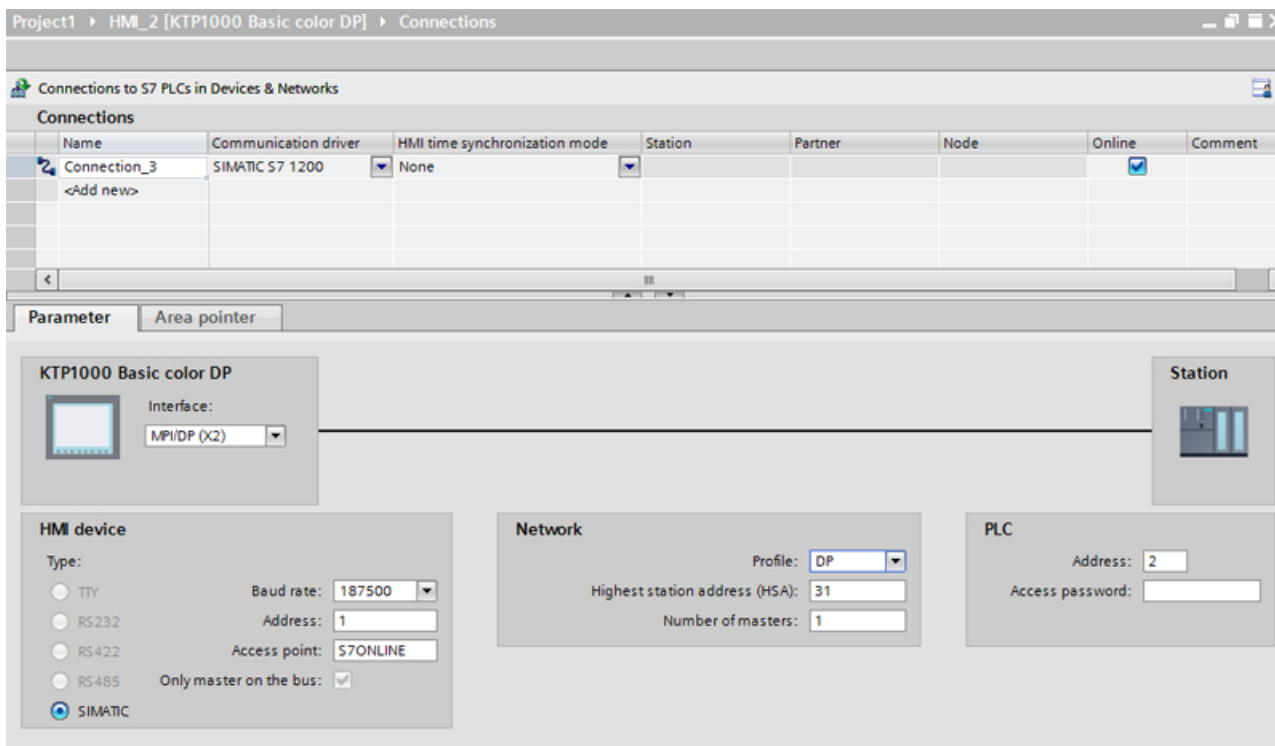 Project1 ▸ HMI_2 [KTP1000 Basic color DP] ▸ Connections
Connections to S7 PLCs in Devices & Networks
Connections
Name Communication driver HMI time synchronization mode Station Partner Node Online Comment
Connection_3 SIMATIC S7 1200 None
<Add new>
Parameter Area pointer
KTP1000 Basic color DP
Interface:
MPI/DP (X2)
Station
HMI device
Type:
TTY
RS232
RS422
RS485
SIMATIC
Baud rate: 187500
Address: 1
Access point: S7ONLINE
Only master on the bus:
Network
Profile: DP
Highest station address (HSA): 31
Number of masters: 1
PLC
Address: 2
Access password: